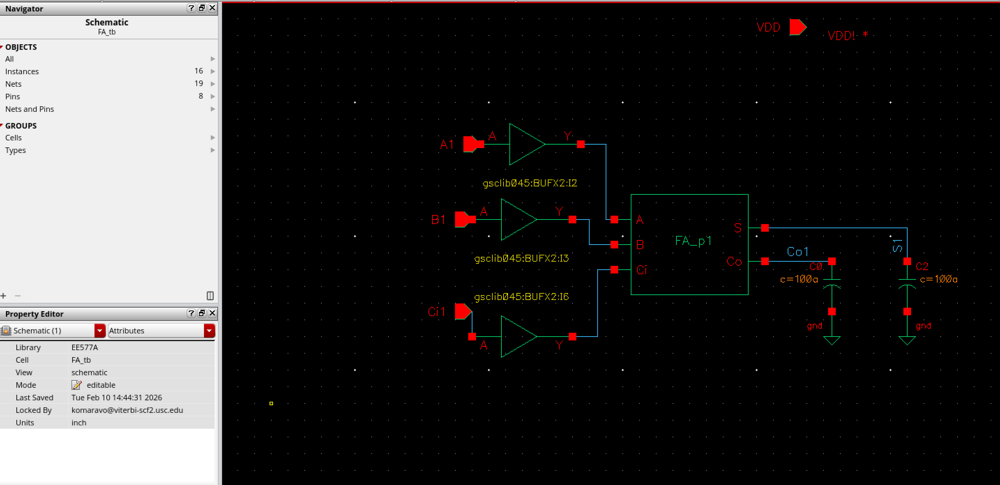 Navigator
Schematic
FA_tb
OBJECTS
All
Instances 16
Nets 19
Pins 8
Nets and Pins
GROUPS
Cells
Types
Property Editor
Schematic (1) Attributes
Library EE577A
Cell FA_tb
View schematic
Mode editable
Last Saved Tue Feb 10 14:44:31 2026
Locked By komaravo@viterbi-scf2.usc.edu
Units inch
VDD
VDD! *
A1 A Y
gsclib045:BUFX2:I2
B1 A Y
gsclib045:BUFX2:I3
gsclib045:BUFX2:I6
Ci1
A Y
A
B
Ci
FA_p1
S
Co
Co1
S1
C0
c=100a
C2
c=100a
gnd
gnd